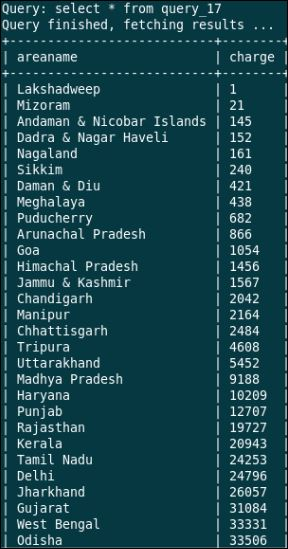 Query: select * from query_17
Query finished, fetching results ...
+---------------------------+--------+
| areaname | charge |
+---------------------------+--------+
| Lakshadweep | 1
| Mizoram | 21
| Andaman & Nicobar Islands | 145
| Dadra & Nagar Haveli | 152
| Nagaland | 161
| Sikkim | 240
| Daman & Diu | 421
| Meghalaya | 438
| Puducherry | 682
| Arunachal Pradesh | 866
| Goa | 1054
| Himachal Pradesh | 1456
| Jammu & Kashmir | 1567
| Chandigarh | 2042
| Manipur | 2164
| Chhattisgarh | 2484
| Tripura | 4608
| Uttarakhand | 5452
| Madhya Pradesh | 9188
| Haryana | 10209
| Punjab | 12707
| Rajasthan | 19727
| Kerala | 20943
| Tamil Nadu | 24253
| Delhi | 24796
| Jharkhand | 26057
| Gujarat | 31084
| West Bengal | 33331
| Odisha | 33506